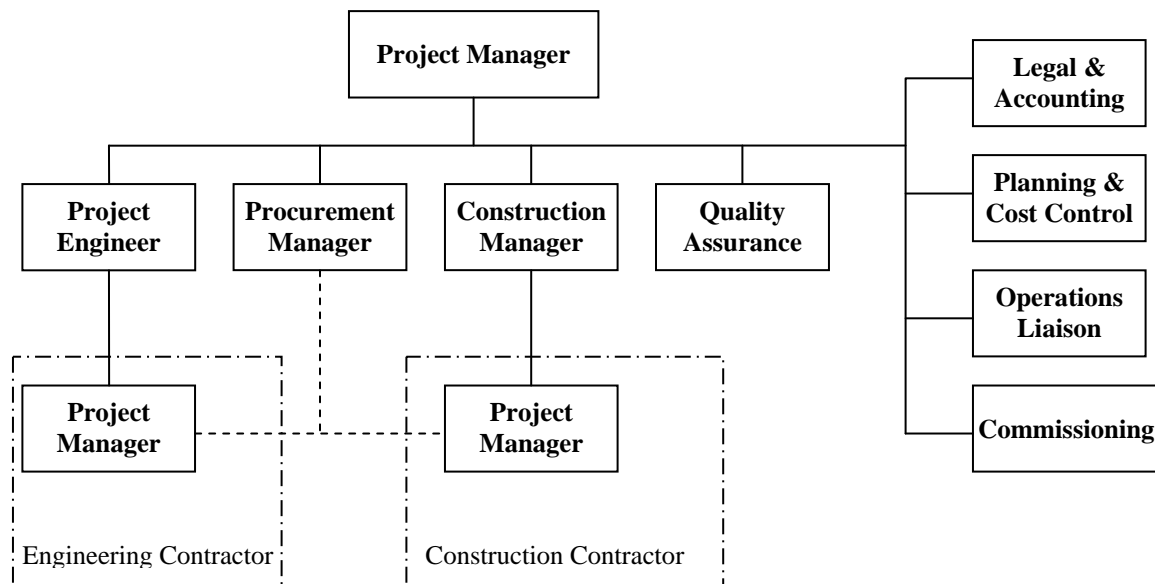 Project Manager
Legal &
Accounting
Project
Engineer
Procurement
Manager
Construction
Manager
Quality
Assurance
Planning &
Cost Control
Operations
Liaison
Commissioning
Project
Manager
Project
Manager
Engineering Contractor
Construction Contractor